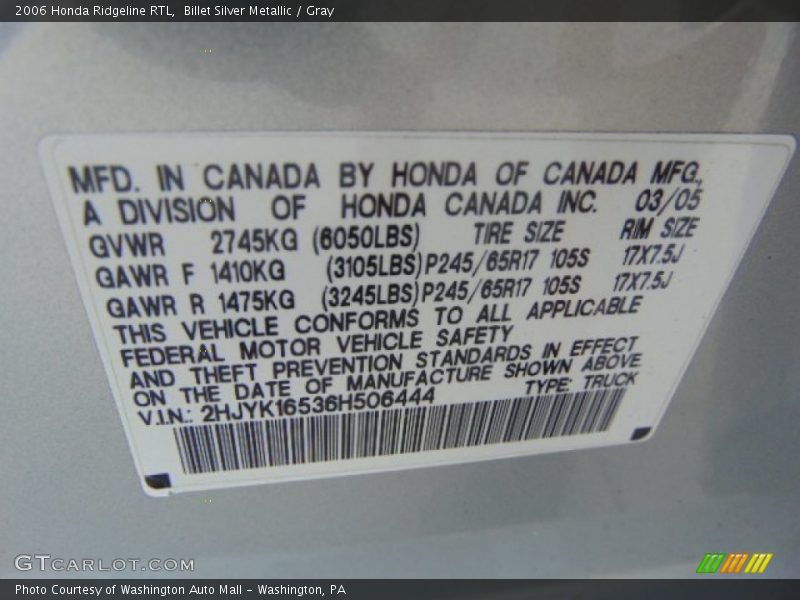 2006 Honda Ridgeline RTL, Billet Silver Metallic / Gray
MFD. IN CANADA BY HONDA OF CANADA MFG.,
A DIVISION OF HONDA CANADA INC. 03/05
GVWR 2745KG (6050LBS) TIRE SIZE RIM SIZE
GAWR F 1410KG (3105LBS) P245/65R17 105S 17X7.5J
GAWR R 1475KG (3245LBS) P245/65R17 105S 17X7.5J
THIS VEHICLE CONFORMS TO ALL APPLICABLE
FEDERAL MOTOR VEHICLE SAFETY
AND THEFT PREVENTION STANDARDS IN EFFECT
ON THE DATE OF MANUFACTURE SHOWN ABOVE
V.I.N.: 2HJYK16536H506444 TYPE: TRUCK
GTCARLOT.COM
Photo Courtesy of Washington Auto Mall - Washington, PA